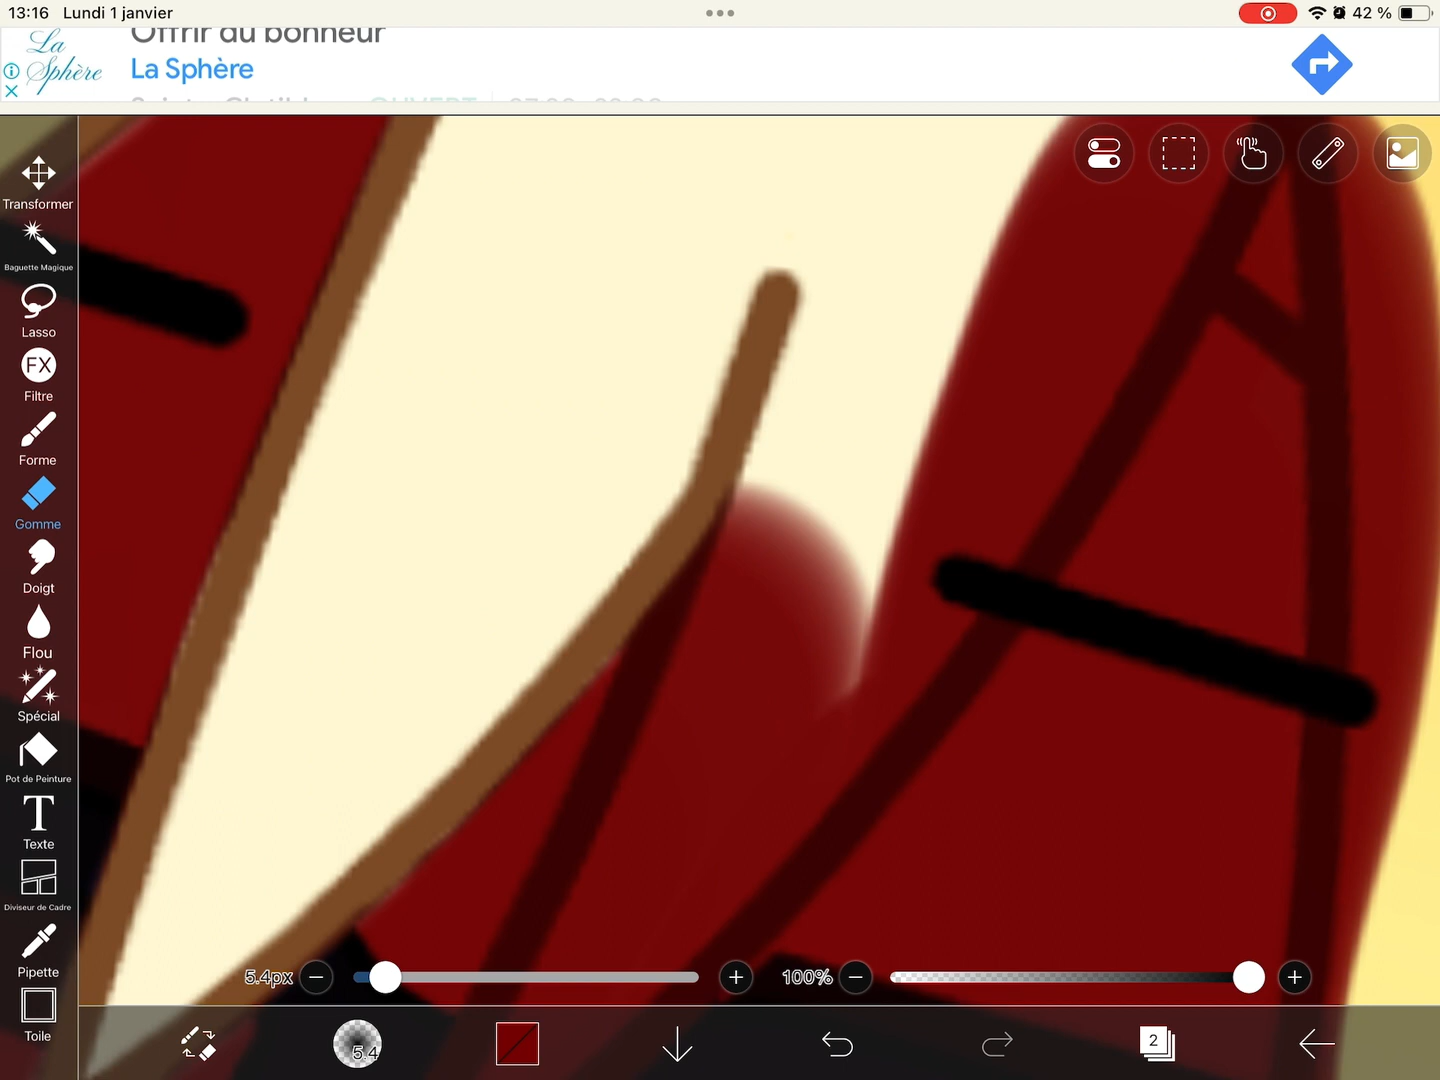 13:16 Lundi 1 janvier
42 %
La Sphère
Offrir du bonheur
La Sphère
Transformer
Baguette Magique
Lasso
FX
Filtre
Forme
Gomme
Doigt
Flou
Spécial
Pot de Peinture
T
Texte
Diviseur de Cadre
Pipette
Toile
5.4px
100%
5.4
2